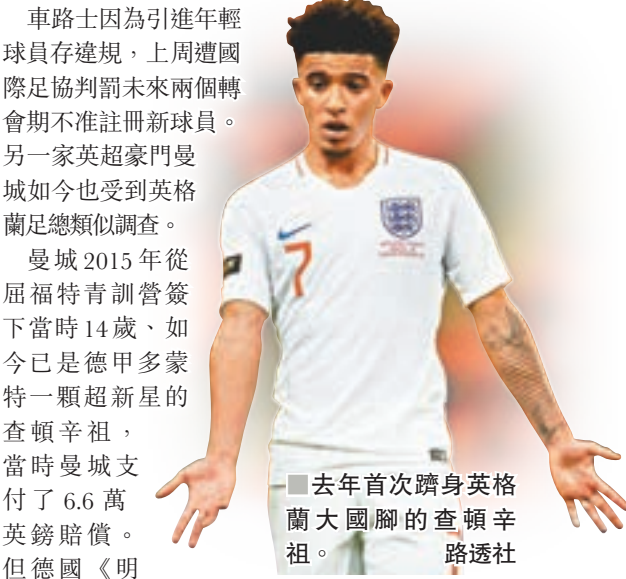 車路士因為引進年輕
球員存違規，上周遭國
際足協判罰未來兩個轉
會期不准註冊新球員。
另一家英超豪門曼
城如今也受到英格
蘭足總類似調查。
曼城2015年從
屈福特青訓營簽
下當時14歲、如
今已是德甲多蒙
特一顆超新星的
查頓辛祖，
當時曼城支
付了6.6萬
英鎊賠償。
但德國《明
7
■去年首次躋身英格
蘭大國腳的查頓辛
祖。 路透社